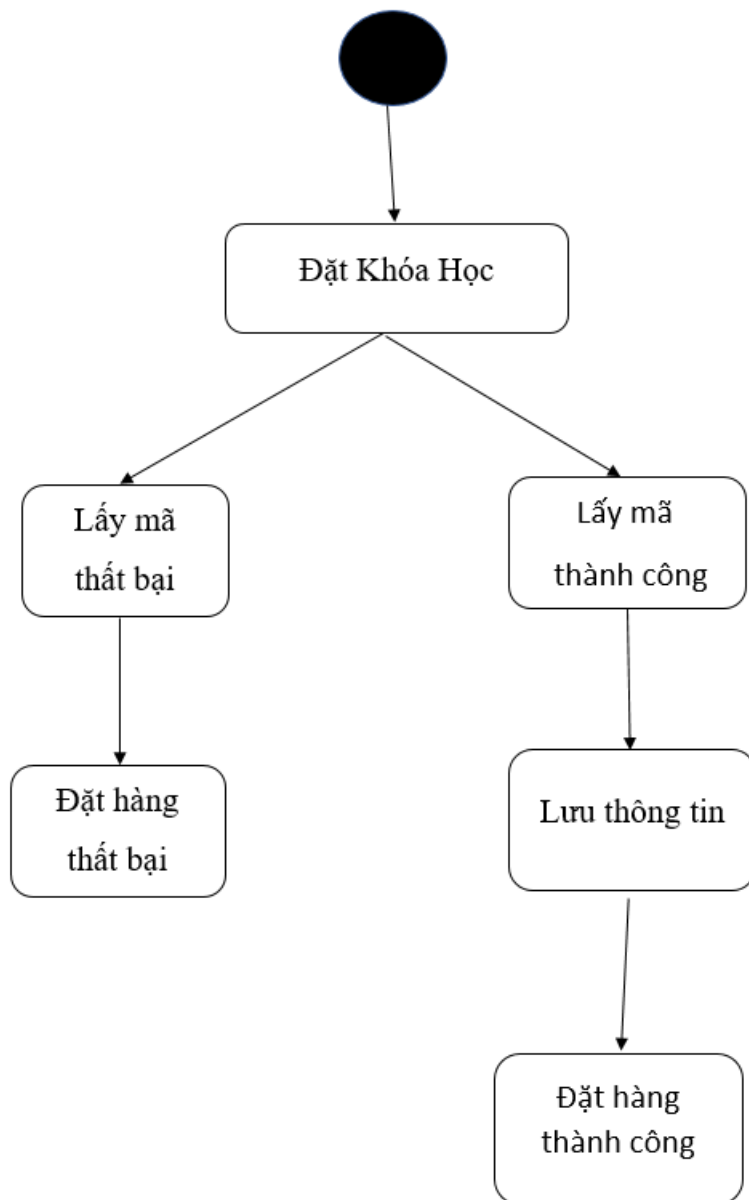 Đặt Khóa Học
Lấy mã
thất bại
Lấy mã
thành công
Đặt hàng
thất bại
Lưu thông tin
Đặt hàng
thành công